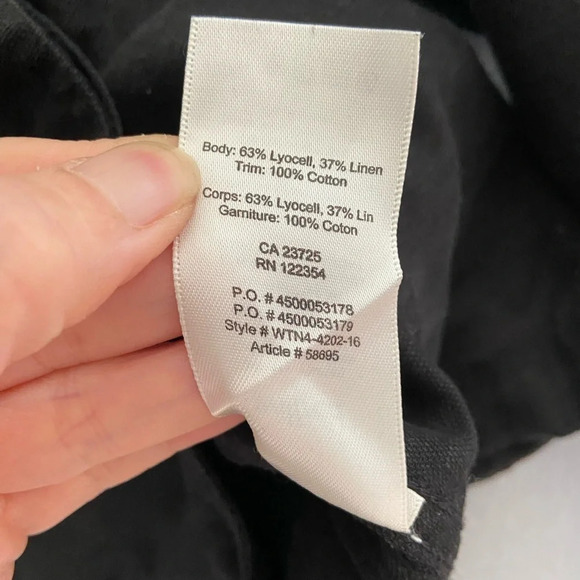 Body: 63% Lyocell, 37% Linen
Trim: 100% Cotton
Corps: 63% Lyocell, 37% Lin
Garniture: 100% Coton
CA 23725
RN 122354
P.O. # 4500053178
P.O. # 4500053179
Style # WTN4-4202-16
Article # 58695